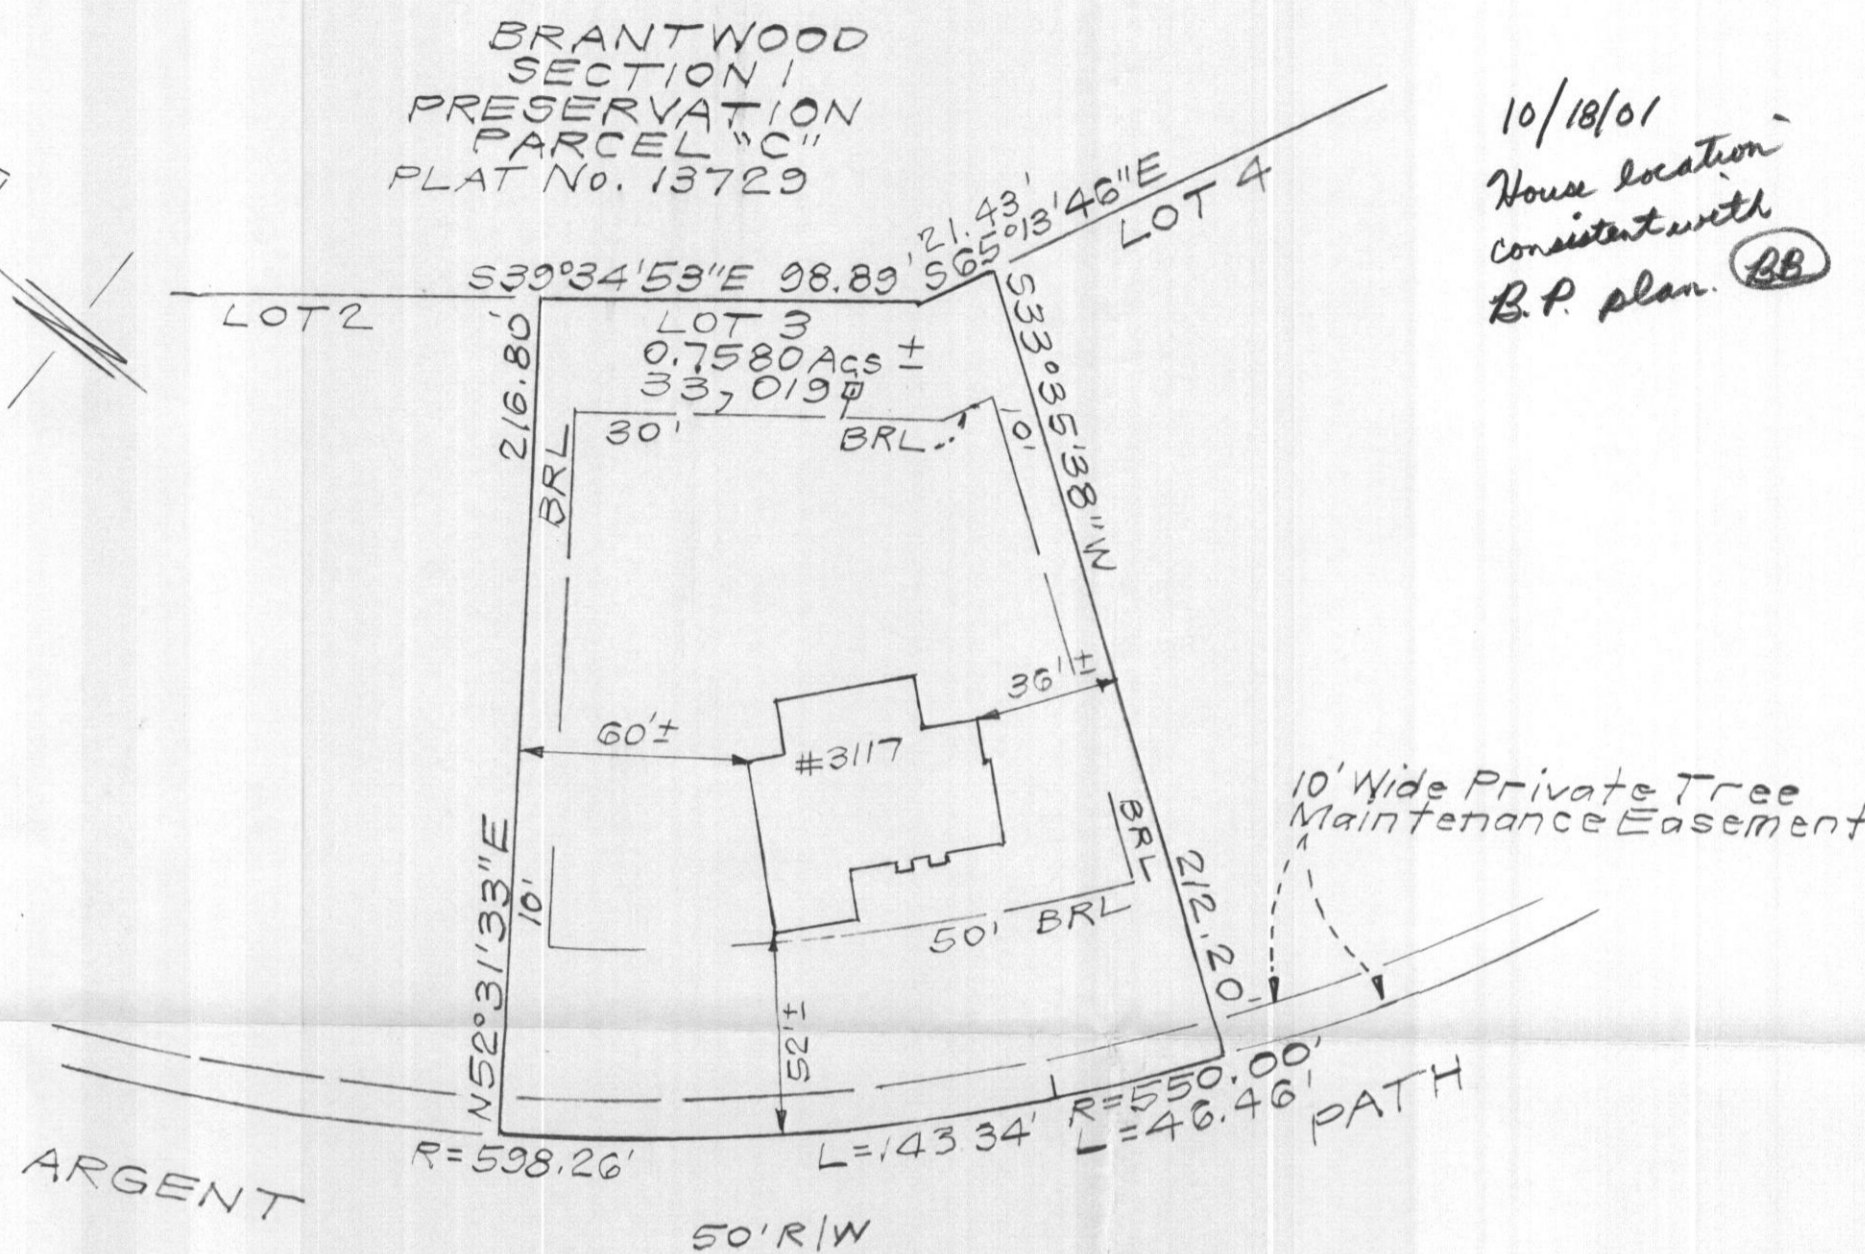 BRANTWOOD
SECTION 1
PRESERVATION
PARCEL "C"
PLAT No. 13729
10/18/01
House location
consistent with
B.P. plan. BB
21.43'
S65°13'46"E
LOT 4
S39°34'53"E 98.89'
LOT 2
LOT 3
0.7580 Acs ±
33,019
216.80'
S33°35'38"W
30'
BRL
10'
BRL
36'±
60'±
#3117
10' Wide Private Tree
Maintenance Easement
BRL
212.20'
N52°31'33"E
10'
50' BRL
52'±
R=550.00'
L=46.46'
PATH
R=598.26'
L=143.34'
ARGENT
50' R/W